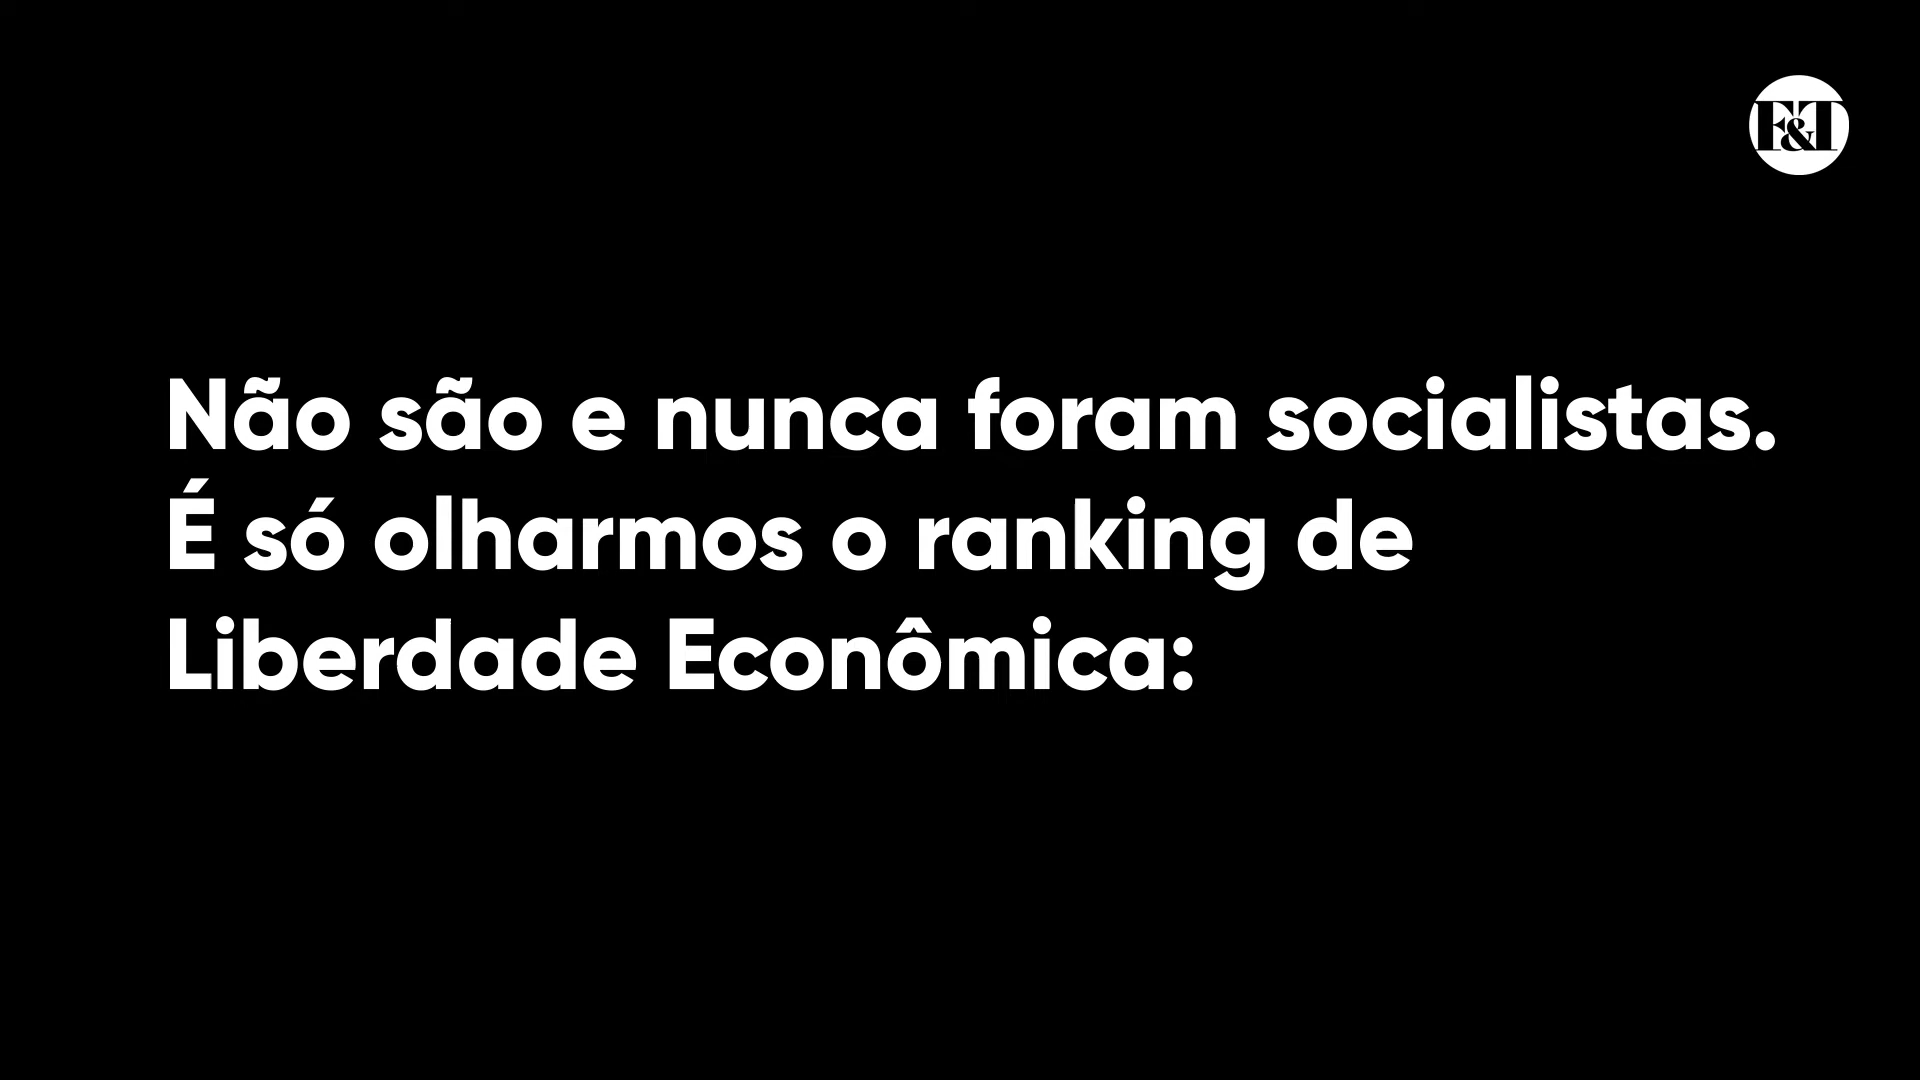 F&T
Não são e nunca foram socialistas.
É só olharmos o ranking de
Liberdade Econômica: